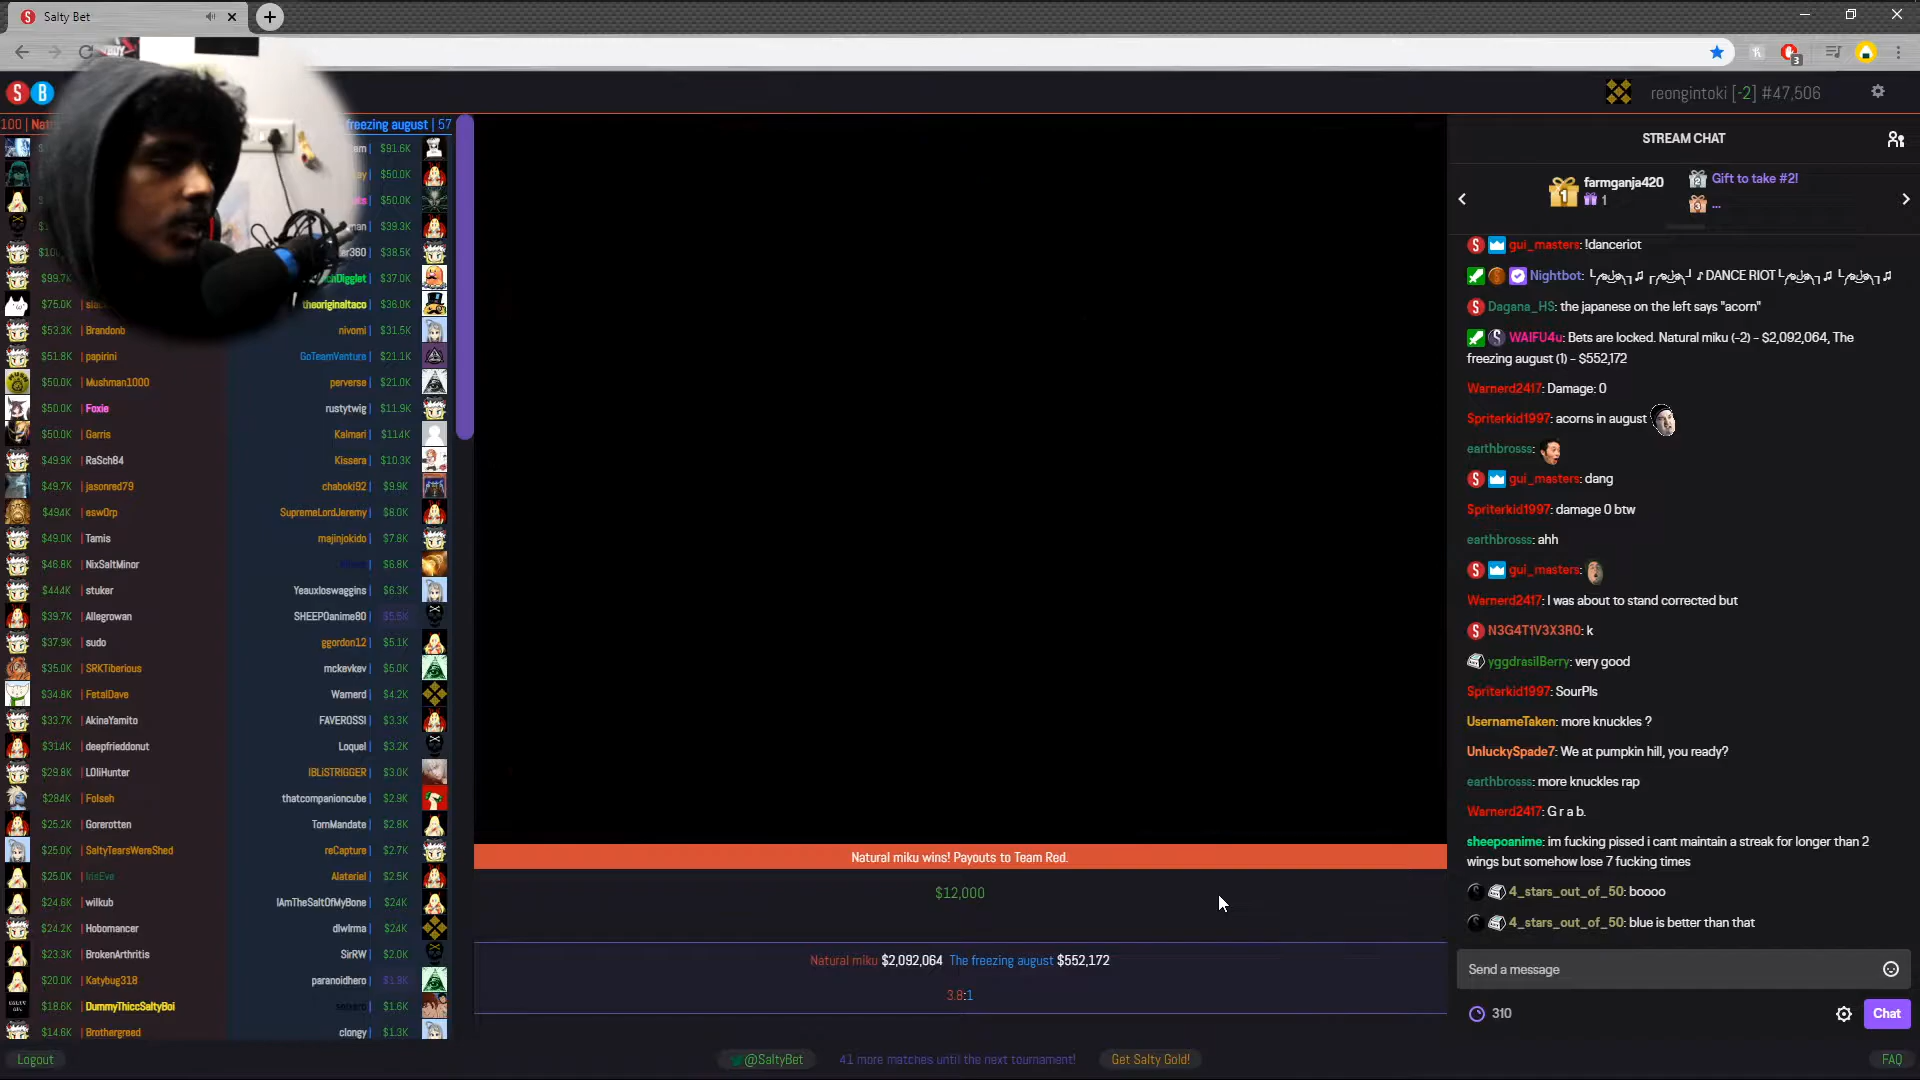 Salty Bet
S B
reongintoki [-2] #47,506
100 | Nat
freezing august | 57
$91.6K
$50.0K
$50.0K
$39.3K
$38.5K
$99.7K
$37.0K
$75.0K
theoriginaltaco | $36.0K
$53.3K | Brandonb
nivomi | $31.5K
$51.8K | papirini
GoTeamVenture | $21.1K
$50.0K | Mushman1000
perverse | $21.0K
$50.0K | Foxie
rustytwig | $11.9K
$50.0K | Garris
Kalmari | $11.4K
$49.9K | RaSch84
Kissera | $10.3K
$49.7K | jasonred79
chaboki92 | $9.9K
$49.4K | esw0rp
SupremeLordJeremy | $8.0K
$49.0K | Tamis
majinjokido | $7.8K
$46.8K | NixSaltMinor
$6.8K
$44.4K | stuker
Yeauxloswaggins | $6.3K
$39.7K | Allegrowan
SHEEPOanime80 | $5.5K
$37.9K | sudo
ggordon12 | $5.1K
$35.0K | SRKTiberious
mckevkev | $5.0K
$34.8K | FetalDave
Warnerd | $4.2K
$33.7K | AkinaYamito
FAVEROSSI | $3.3K
$31.4K | deepfrieddonut
Loquel | $3.2K
$29.8K | LOliHunter
IBLiSTRIGGER | $3.0K
$28.4K | Folseh
thatcompanioncube | $2.9K
$25.2K | Gorerotten
TomMandate | $2.8K
$25.0K | SaltyTearsWereShed
reCapture | $2.7K
$25.0K | IrisEve
Alateriel | $2.5K
$24.6K | wilkub
IAmTheSaltOfMyBone | $2.4K
$24.2K | Hobomancer
dlwlrma | $2.4K
$23.3K | BrokenArthritis
SirRW | $2.0K
$20.0K | Katybug318
paranoidhero | $1.9K
$18.6K | DummyThiccSaltyBoi
$1.6K
$14.6K | Brothergreed
clongy | $1.3K
Natural miku wins! Payouts to Team Red.
$12,000
Natural miku $2,092,064 The freezing august $552,172
3.8:1
Logout
@SaltyBet
41 more matches until the next tournament!
Get Salty Gold!
FAQ
STREAM CHAT
farmganja420
1
Gift to take #2!
...
gui_masters: !danceriot
Nightbot: ♫ ♪ DANCE RIOT ♫ ♫
Dagana_HS: the japanese on the left says "acorn"
WAIFU4u: Bets are locked. Natural miku (-2) - $2,092,064, The
freezing august (1) - $552,172
Warnerd2417: Damage: 0
Spriterkid1997: acorns in august
earthbrosss:
gui_masters: dang
Spriterkid1997: damage 0 btw
earthbrosss: ahh
gui_masters:
Warnerd2417: I was about to stand corrected but
N3G4T1V3X3R0: k
yggdrasilBerry: very good
Spriterkid1997: SourPls
UsernameTaken: more knuckles ?
UnluckySpade7: We at pumpkin hill, you ready?
earthbrosss: more knuckles rap
Warnerd2417: G r a b.
sheepoanime: im fucking pissed i cant maintain a streak for longer than 2
wings but somehow lose 7 fucking times
4_stars_out_of_50: boooo
4_stars_out_of_50: blue is better than that
Send a message
310
Chat